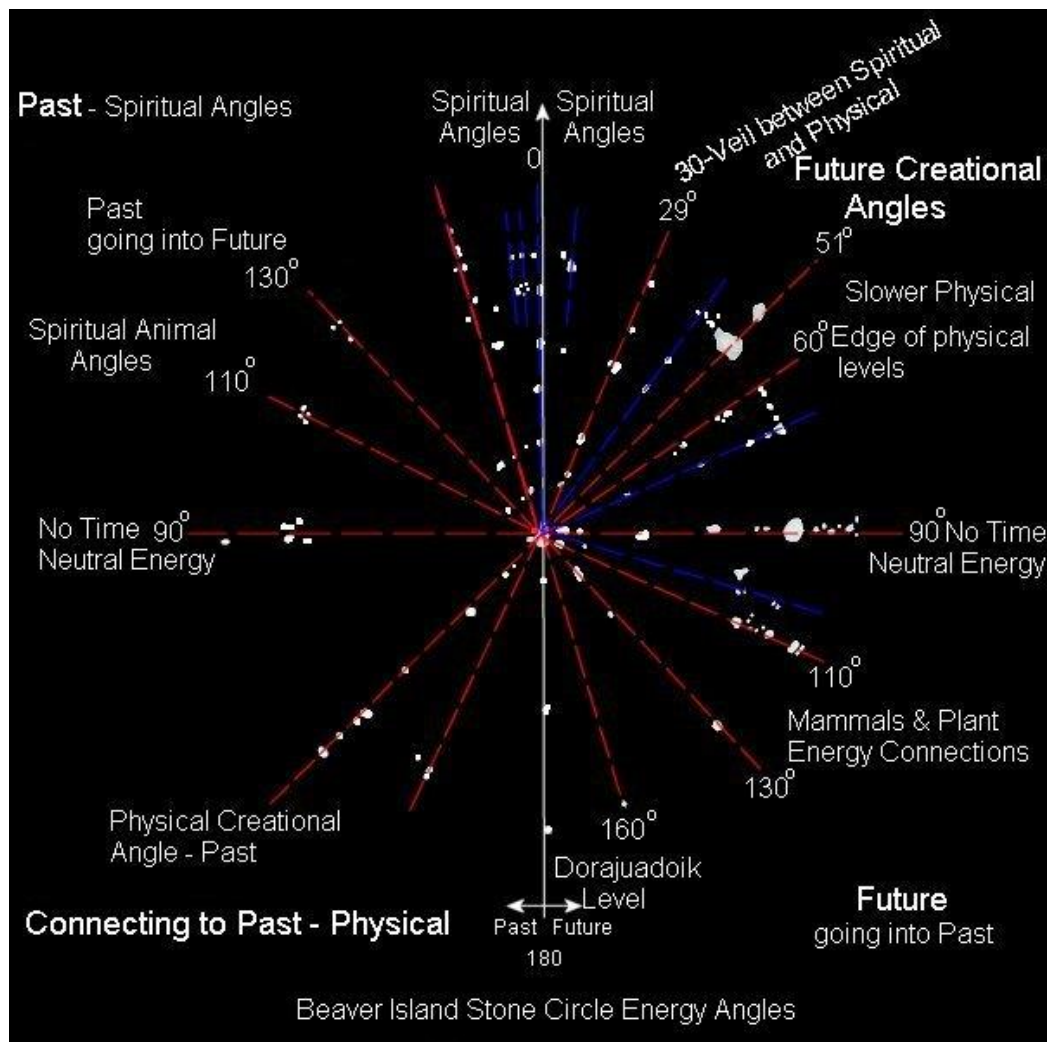 Past - Spiritual Angles
Spiritual
Angles
Spiritual
Angles
0
30-Veil between Spiritual
and Physical
Future Creational
Angles
29°
51°
Past
going into Future
130°
Slower Physical
60° Edge of physical
levels
Spiritual Animal
Angles
110°
No Time 90°
Neutral Energy
90° No Time
Neutral Energy
110°
Mammals & Plant
Energy Connections
130°
160°
Physical Creational
Angle - Past
Dorajuadoik
Level
Connecting to Past - Physical
Past Future
180
Future
going into Past
Beaver Island Stone Circle Energy Angles